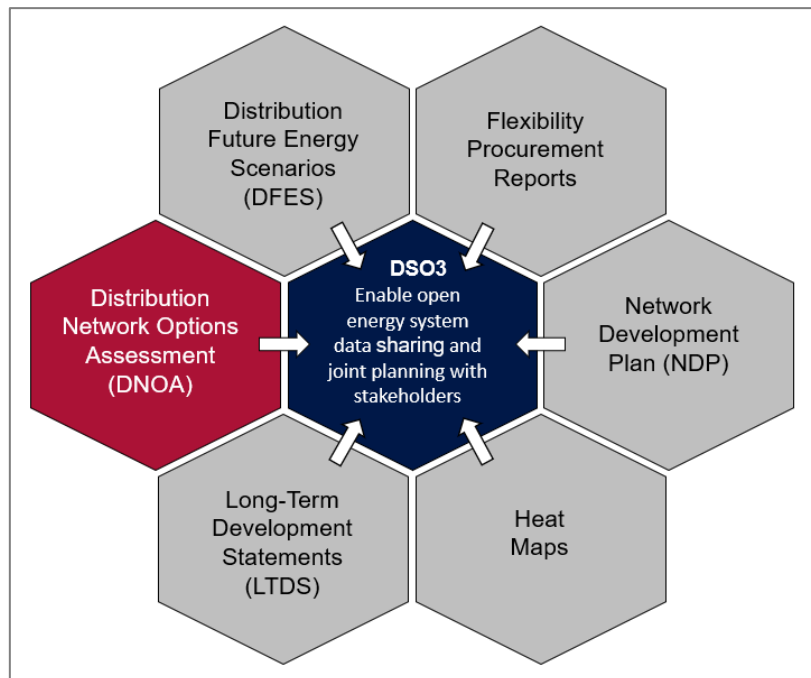 Distribution
Future Energy
Scenarios
(DFES)
Flexibility
Procurement
Reports
Distribution
Network Options
Assessment
(DNOA)
DSO3
Enable open
energy system
data sharing and
joint planning with
stakeholders
Network
Development
Plan (NDP)
Long-Term
Development
Statements
(LTDS)
Heat
Maps